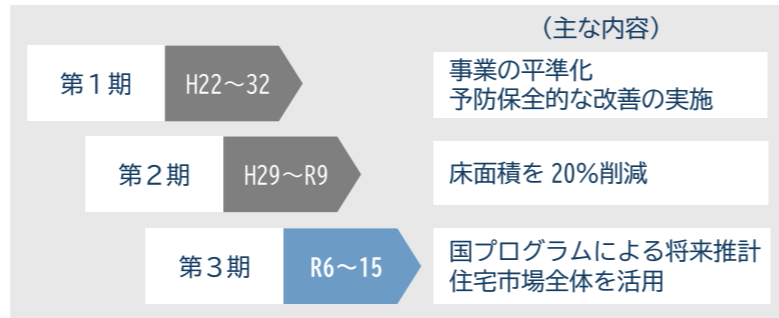 （主な内容）
第1期 H22～32 事業の平準化
予防保全的な改善の実施
第2期 H29～R9 床面積を 20%削減
第3期 R6～15 国プログラムによる将来推計
住宅市場全体を活用